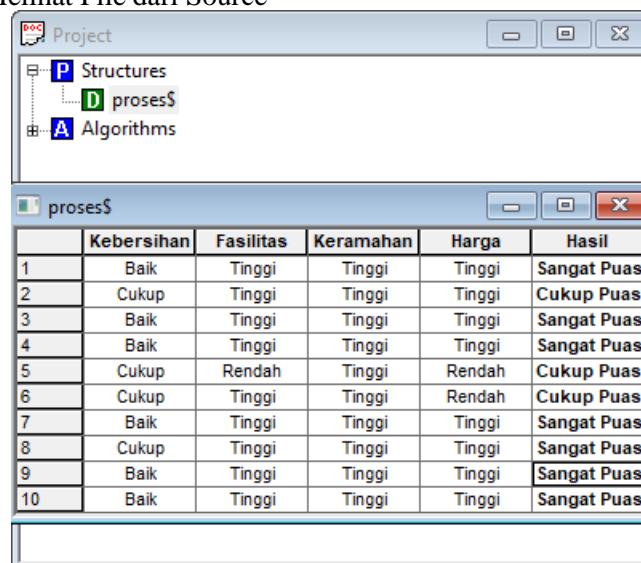 Melihat File dari Source
Project
P Structures
D proses$
A Algorithms
proses$
Kebersihan Fasilitas Keramahan Harga Hasil
1 Baik Tinggi Tinggi Tinggi Sangat Puas
2 Cukup Tinggi Tinggi Tinggi Cukup Puas
3 Baik Tinggi Tinggi Tinggi Sangat Puas
4 Baik Tinggi Tinggi Tinggi Sangat Puas
5 Cukup Rendah Tinggi Rendah Cukup Puas
6 Cukup Tinggi Tinggi Rendah Cukup Puas
7 Baik Tinggi Tinggi Tinggi Sangat Puas
8 Cukup Tinggi Tinggi Tinggi Sangat Puas
9 Baik Tinggi Tinggi Tinggi Sangat Puas
10 Baik Tinggi Tinggi Tinggi Sangat Puas